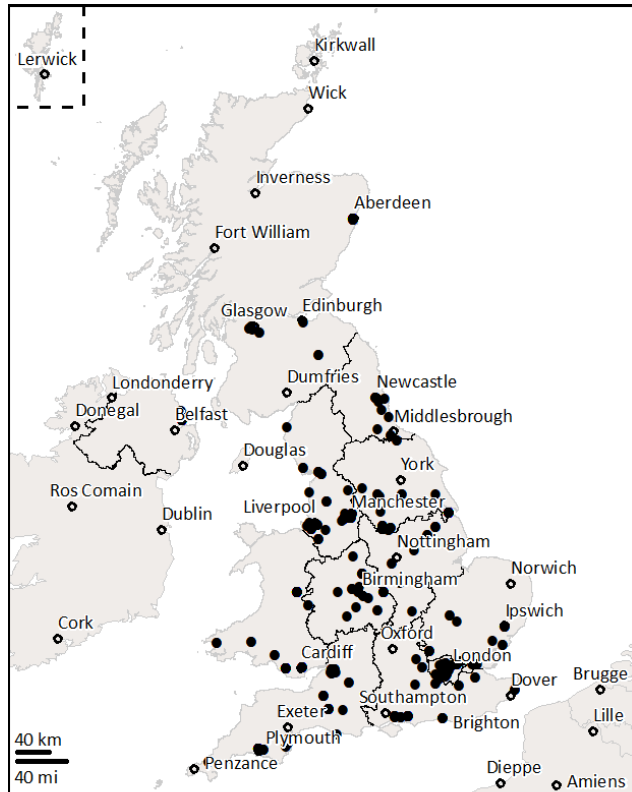 Kirkwall
Lerwick
Wick
Inverness
Aberdeen
Fort William
Glasgow
Edinburgh
Londonderry
Dumfries
Newcastle
Donegal
Belfast
Middlesbrough
Douglas
York
Ros Comain
Liverpool
Manchester
Dublin
Nottingham
Birmingham
Norwich
Ipswich
Cork
Cardiff
Oxford
London
Southampton
Dover
Brugge
Exeter
Brighton
Lille
40 km
Plymouth
40 mi
Penzance
Dieppe
Amiens